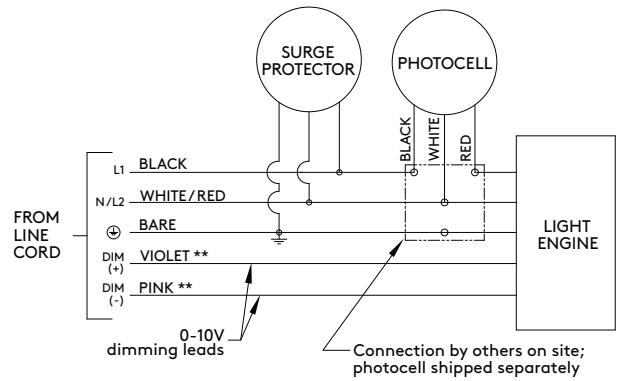 SURGE
PROTECTOR
PHOTOCELL
BLACK
WHITE
RED
L1 BLACK
N/L2 WHITE/RED
BARE
DIM
(+)
VIOLET **
DIM
(-)
PINK **
FROM
LINE
CORD
LIGHT
ENGINE
0-10V
dimming leads
Connection by others on site;
photocell shipped separately